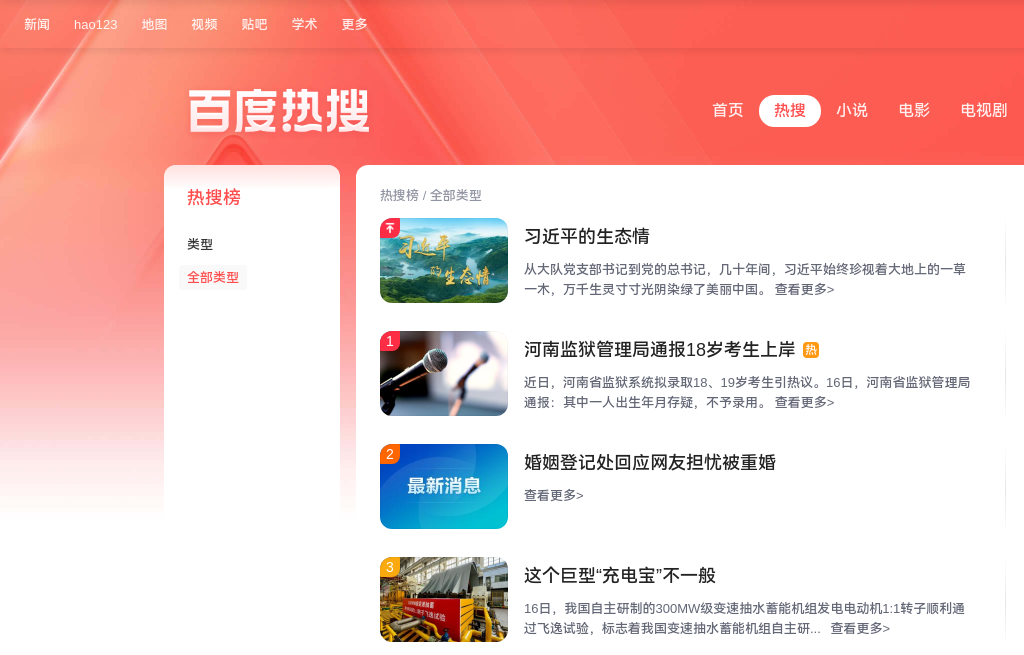 新闻 hao123 地图 视频 贴吧 学术 更多
百度热搜
首页 热搜 小说 电影 电视剧
热搜榜
类型
全部类型
热搜榜 / 全部类型
习近平的生态情
习近平的生态情
从大队党支部书记到党的总书记，几十年间，习近平始终珍视着大地上的一草
一木，万千生灵寸寸光阴染绿了美丽中国。 查看更多>
1
河南监狱管理局通报18岁考生上岸 热
近日，河南省监狱系统拟录取18、19岁考生引热议。16日，河南省监狱管理局
通报：其中一人出生年月存疑，不予录用。 查看更多>
2
最新消息
婚姻登记处回应网友担忧被重婚
查看更多>
3
这个巨型“充电宝”不一般
16日，我国自主研制的300MW级变速抽水蓄能机组发电电动机1:1转子顺利通
过飞逸试验，标志着我国变速抽水蓄能机组自主研... 查看更多>